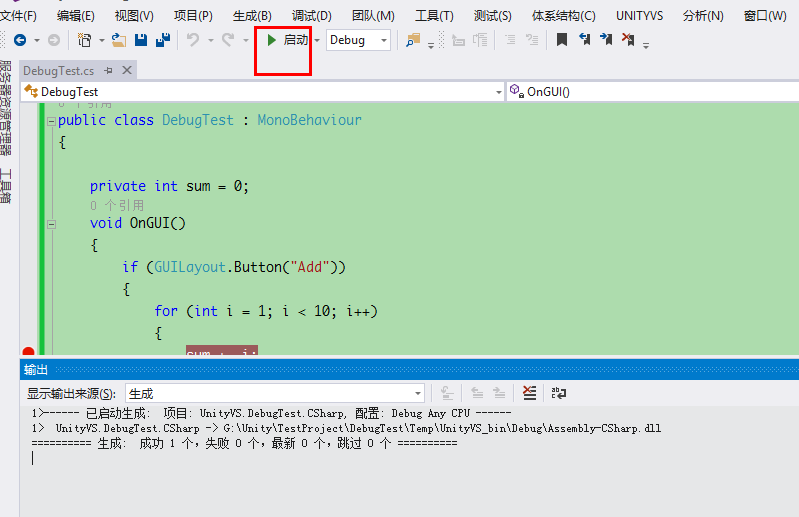 文件(F) 编辑(E) 视图(V) 项目(P) 生成(B) 调试(D) 团队(M) 工具(T) 测试(S) 体系结构(C) UNITYVS 分析(N) 窗口(W)
启动 Debug
服务器资源管理器
工具箱
DebugTest.cs
DebugTest OnGUI()
0 个引用
public class DebugTest : MonoBehaviour
{
private int sum = 0;
0 个引用
void OnGUI()
{
if (GUILayout.Button("Add"))
{
for (int i = 1; i < 10; i++)
{
输出
显示输出来源(S): 生成
1>------ 已启动生成: 项目: UnityVS.DebugTest.CSharp, 配置: Debug Any CPU ------
1> UnityVS.DebugTest.CSharp -> G:\Unity\TestProject\DebugTest\Temp\UnityVS_bin\Debug\Assembly-CSharp.dll
========== 生成: 成功 1 个，失败 0 个，最新 0 个，跳过 0 个 ==========